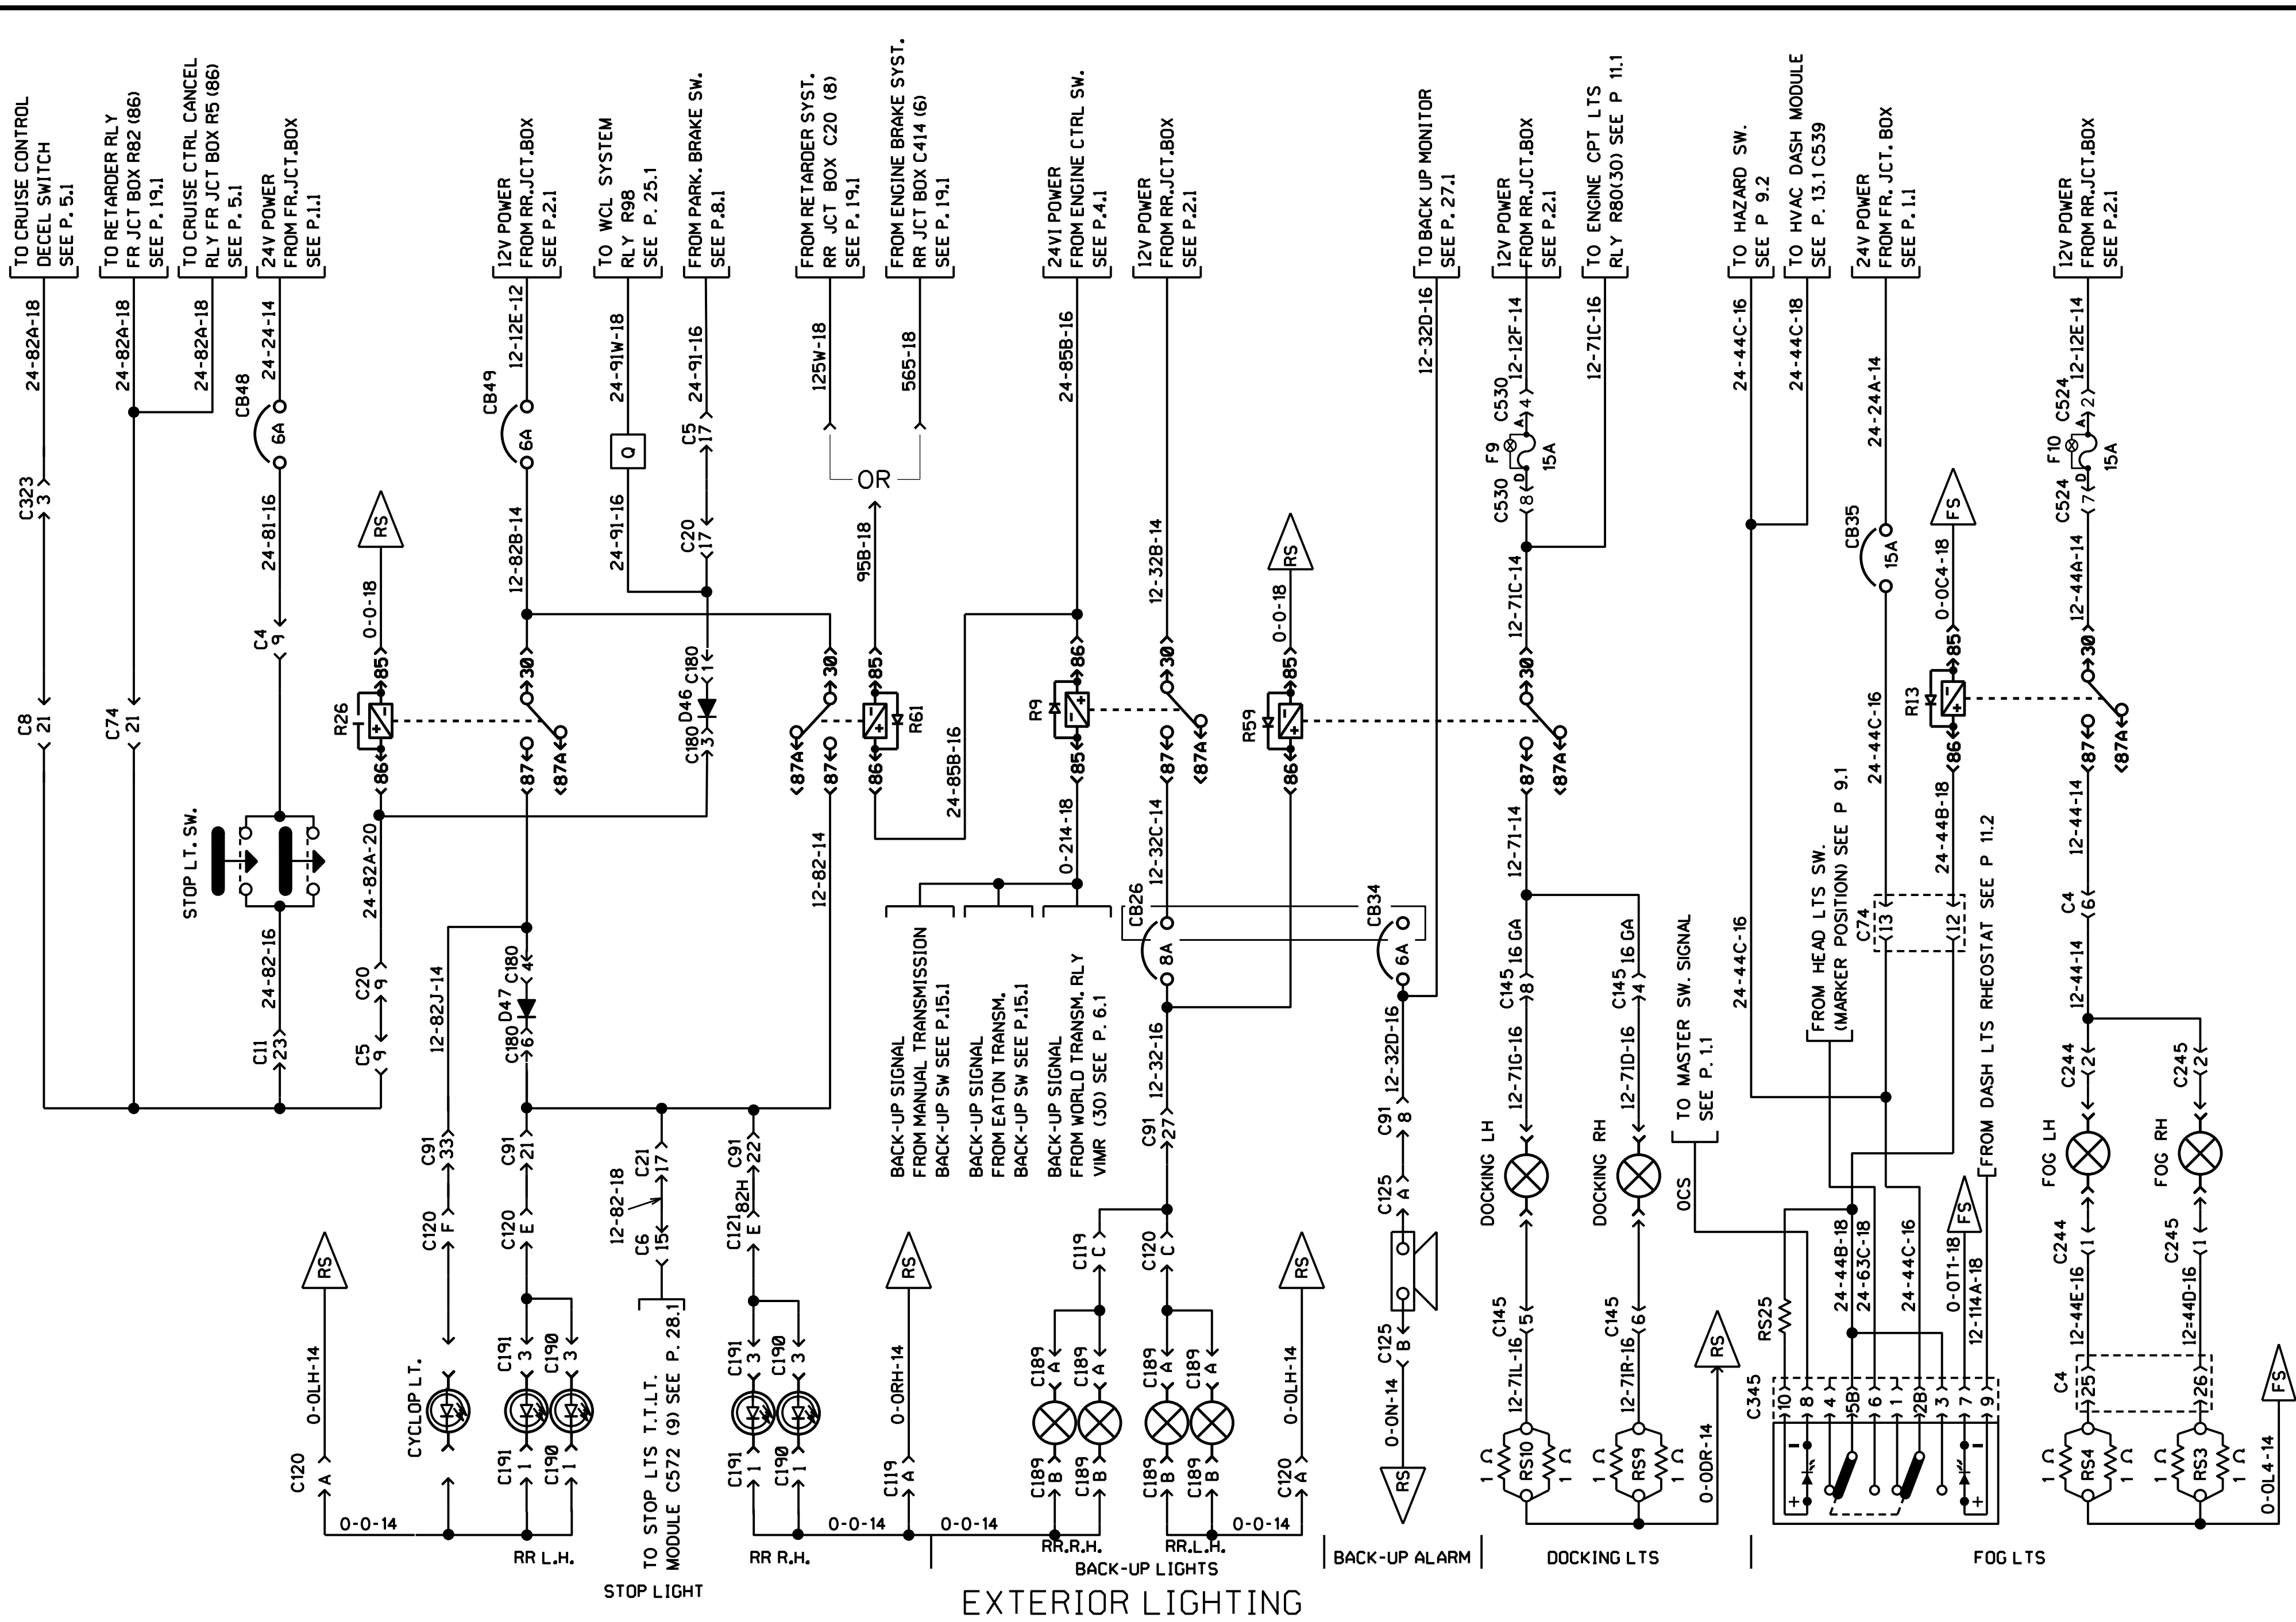 TO CRUISE CONTROL
DECEL SWITCH
SEE P. 5.1
TO RETARDER RLY
FR JCT BOX R82 (86)
SEE P. 19.1
TO CRUISE CTRL CANCEL
RLY FR JCT BOX R5 (86)
SEE P. 5.1
24V POWER
FROM FR.JCT.BOX
SEE P.1.1
12V POWER
FROM RR.JCT.BOX
SEE P.2.1
TO WCL SYSTEM
RLY R98
SEE P. 25.1
FROM PARK. BRAKE SW.
SEE P.8.1
FROM RETARDER SYST.
RR JCT BOX C20 (8)
SEE P. 19.1
FROM ENGINE BRAKE SYST.
RR JCT BOX C414 (6)
SEE P. 19.1
24VI POWER
FROM ENGINE CTRL SW.
SEE P.4.1
12V POWER
FROM RR.JCT.BOX
SEE P.2.1
TO BACK UP MONITOR
SEE P. 27.1
12V POWER
FROM RR.JCT.BOX
SEE P.2.1
TO ENGINE CPT LTS
RLY R80(30) SEE P 11.1
TO HAZARD SW.
SEE P 9.2
TO HVAC DASH MODULE
SEE P. 13.1 C539
24V POWER
FROM FR. JCT. BOX
SEE P. 1.1
12V POWER
FROM RR.JCT.BOX
SEE P.2.1
24-82A-18
24-82A-18
24-82A-18
24-24-14
12-12E-12
24-91W-18
24-91-16
125W-18
565-18
24-85B-16
12-32D-16
12-12F-14
12-71C-16
24-44C-16
24-44C-18
24-24A-14
12-12E-14
CB48
6A
CB49
6A
Q
C5
17
OR
C530
4
A
F9
15A
D
C530
8
C524
2
A
F10
15A
D
C524
7
C323
3
24-81-16
RS
12-82B-14
24-91-16
C20
17
95B-18
12-32B-14
RS
CB35
15A
FS
0-0-18
0-0-18
12-71C-14
0-0C4-18
12-44A-14
C4
9
C8
21
C74
21
R26
85
86
30
87
87A
C180
1
D46
C180
3
30
87A
87
85
86
R61
24-85B-16
R9
86
85
30
87
87A
R59
85
86
30
87
87A
24-44C-16
R13
85
86
30
87
87A
STOP LT. SW.
24-82A-20
12-82-14
0-214-18
12-32C-14
12-71-14
FROM HEAD LTS SW.
(MARKER POSITION) SEE P 9.1
24-44B-18
FROM DASH LTS RHEOSTAT SEE P 11.2
12-44-14
24-82-16
C11
23
C20
9
C5
9
12-82J-14
C180
4
D47
C180
6
BACK-UP SIGNAL
FROM MANUAL TRANSMISSION
BACK-UP SW SEE P.15.1
BACK-UP SIGNAL
FROM EATON TRANSM.
BACK-UP SW SEE P.15.1
BACK-UP SIGNAL
FROM WORLD TRANSM. RLY
VIMR (30) SEE P. 6.1
CB26
8A
CB34
6A
16 GA
16 GA
C145
8
C145
4
TO MASTER SW. SIGNAL
SEE P. 1.1
24-44C-16
C74
13
12
C4
6
12-44-14
12-32-16
12-32D-16
12-71G-16
12-71D-16
C91
33
C91
21
C21
17
12-82-18
C6
15
C91
22
82H
C121
E
C91
27
C91
8
C120
F
C120
E
C119
C
C120
C
C125
A
C125
B
DOCKING LH
DOCKING RH
OCS
C244
2
C245
2
FOG LH
FOG RH
C244
1
C245
1
RS
RS
RS
RS
FS
0-0LH-14
C120
A
CYCLOP LT.
C191
3
C190
3
C191
1
C190
1
TO STOP LTS T.T.LT.
MODULE C572 (9) SEE P. 28.1
C191
3
C190
3
C191
1
C190
1
0-0RH-14
C119
A
C189
A
C189
A
C189
A
C189
A
C189
B
C189
B
C189
B
C189
B
0-0LH-14
C120
A
0-0N-14
RS
C145
5
C145
6
12-71L-16
12-71R-16
1 Ω
RS10
1 Ω
1 Ω
RS9
1 Ω
0-0DR-14
RS25
24-44B-18
24-63C-18
24-44C-16
0-0T1-18
12-114A-18
C345
10
8
4
5B
6
1
2B
3
7
9
12-44E-16
12=44D-16
C4
25
26
1 Ω
RS4
1 Ω
1 Ω
RS3
1 Ω
FS
0-0L4-14
0-0-14
0-0-14
0-0-14
0-0-14
RR L.H.
RR R.H.
RR.R.H.
RR.L.H.
STOP LIGHT
BACK-UP LIGHTS
BACK-UP ALARM
DOCKING LTS
FOG LTS
EXTERIOR LIGHTING